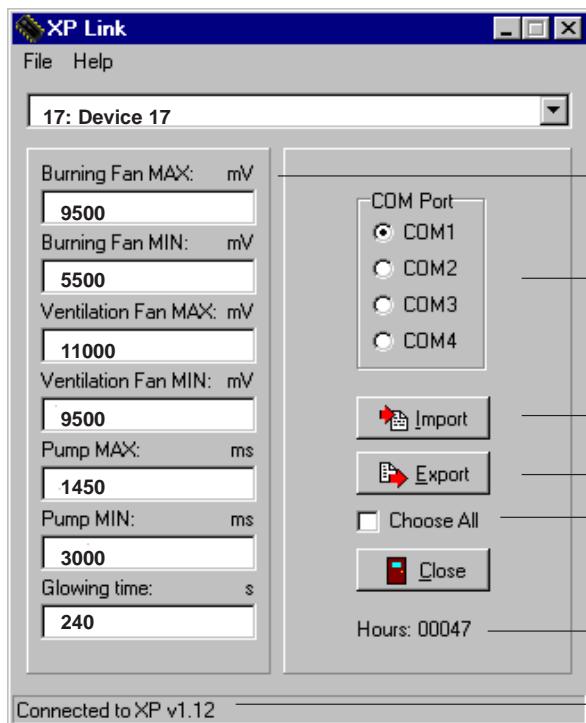 XP Link
File Help
17: Device 17
Burning Fan MAX: mV
9500
Burning Fan MIN: mV
5500
Ventilation Fan MAX: mV
11000
Ventilation Fan MIN: mV
9500
Pump MAX: ms
1450
Pump MIN: ms
3000
Glowing time: s
240
COM Port
COM1
COM2
COM3
COM4
Import
Export
Choose All
Close
Hours: 00047
Connected to XP v1.12